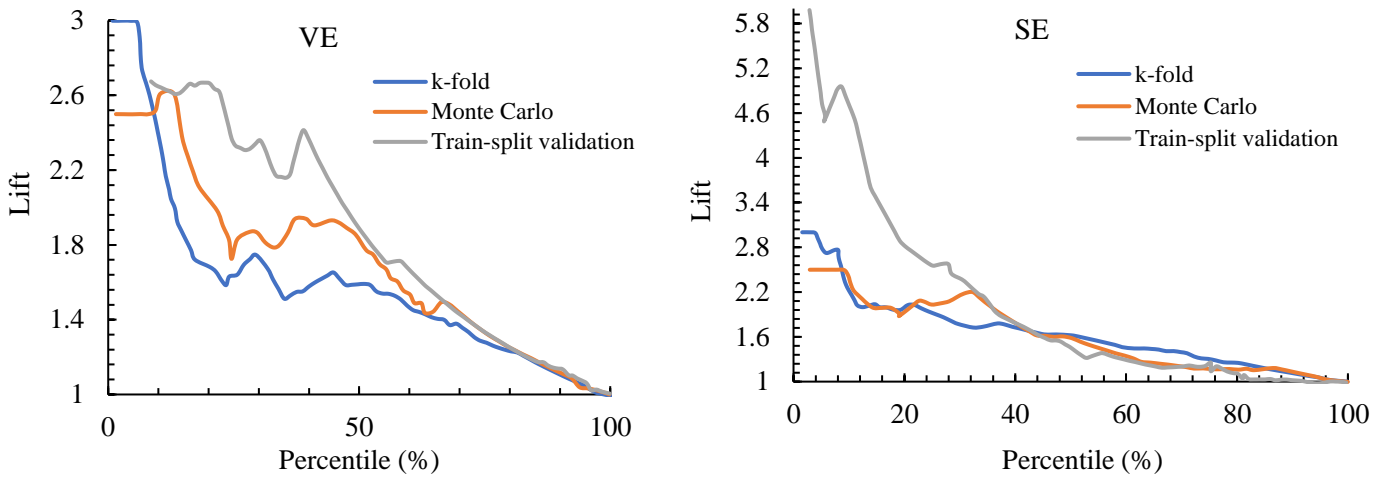 VE
k-fold
Monte Carlo
Train-split validation
Lift
3
2.6
2.2
1.8
1.4
1
0
50
100
Percentile (%)
SE
k-fold
Monte Carlo
Train-split validation
Lift
5.8
5.2
4.6
4
3.4
2.8
2.2
1.6
1
0
20
40
60
80
100
Percentile (%)